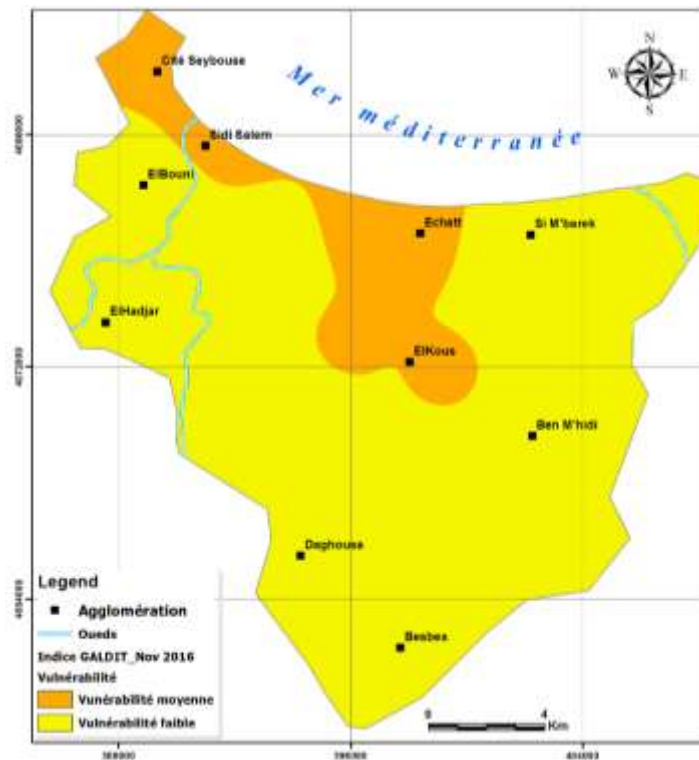 N
W E
S
Cité Seybouse
Mer méditerranée
Sidi Salem
ElBouni
Echatt
Si M'barek
ElHadjar
ElKous
Ben M'hidi
Daghousa
Besbes
Legend
Agglomération
Oueds
Indice GALDIT_Nov 2016
Vulnérabilité
Vunérabilité moyenne
Vulnérabilité faible
0 4
Km